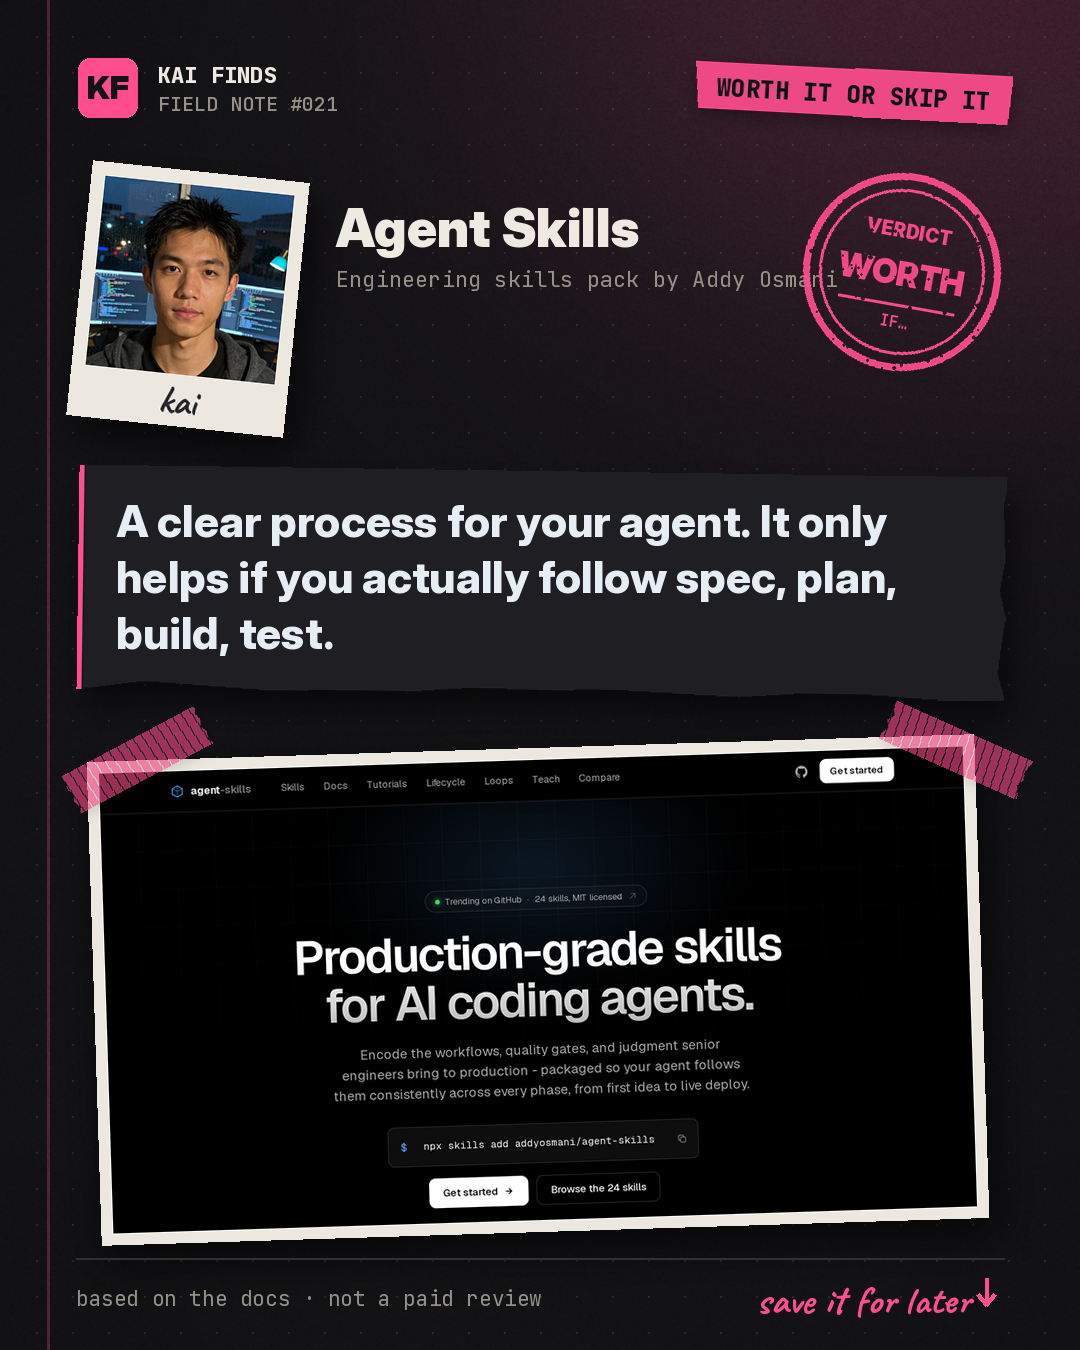 KF
KAI FINDS
FIELD NOTE #021
WORTH IT OR SKIP IT
kai
Agent Skills
Engineering skills pack by Addy Osmani
VERDICT
WORTH
IF…
A clear process for your agent. It only
helps if you actually follow spec, plan,
build, test.
agent-skills Skills Docs Tutorials Lifecycle Loops Teach Compare Get started
Trending on GitHub · 24 skills, MIT licensed ↗
Production-grade skills
for AI coding agents.
Encode the workflows, quality gates, and judgment senior
engineers bring to production - packaged so your agent follows
them consistently across every phase, from first idea to live deploy.
$ npx skills add addyosmani/agent-skills
Get started → Browse the 24 skills
based on the docs · not a paid review
save it for later↓